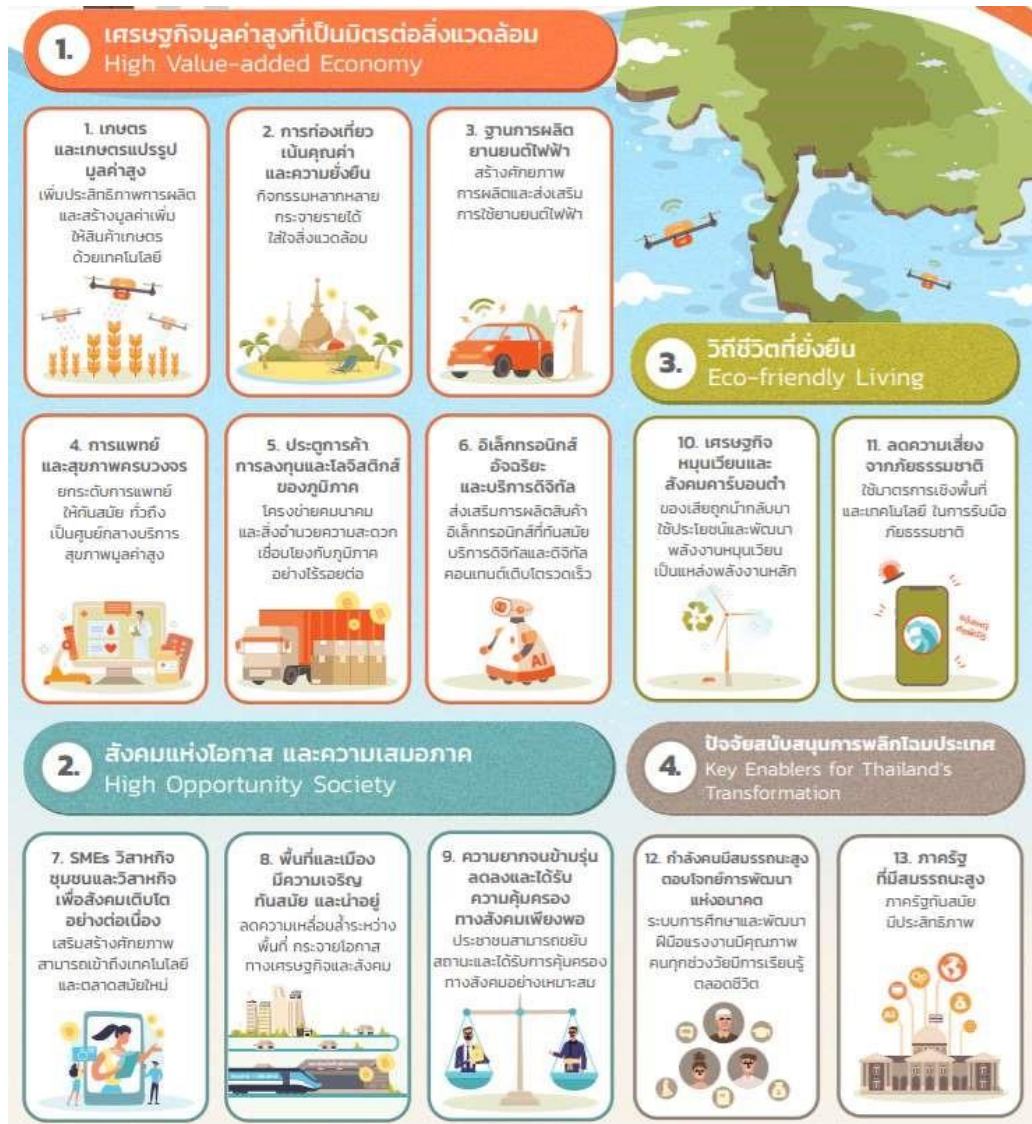 1.
เศรษฐกิจมูลค่าสูงที่เป็นมิตรต่อสิ่งแวดล้อม
High Value-added Economy
1. เกษตร
และเกษตรแปรรูป
มูลค่าสูง
เพิ่มประสิทธิภาพการผลิต
และสร้างมูลค่าเพิ่ม
ให้สินค้าเกษตร
ด้วยเทคโนโลยี
2. การท่องเที่ยว
เน้นคุณค่า
และความยั่งยืน
กิจกรรมหลากหลาย
กระจายรายได้
ใส่ใจสิ่งแวดล้อม
3. ฐานการผลิต
ยานยนต์ไฟฟ้า
สร้างศักยภาพ
การผลิตและส่งเสริม
การใช้ยานยนต์ไฟฟ้า
4. การแพทย์
และสุขภาพครบวงจร
ยกระดับการแพทย์
ให้ทันสมัย ทั่วถึง
เป็นศูนย์กลางบริการ
สุขภาพมูลค่าสูง
5. ประตูการค้า
การลงทุนและโลจิสติกส์
ของภูมิภาค
โครงข่ายคมนาคม
และสิ่งอำนวยความสะดวก
เชื่อมโยงกับภูมิภาค
อย่างไร้รอยต่อ
6. อิเล็กทรอนิกส์
อัจฉริยะ
และบริการดิจิทัล
ส่งเสริมการผลิตสินค้า
อิเล็กทรอนิกส์ที่ทันสมัย
บริการดิจิทัลและดิจิทัล
คอนเทนต์เติบโตรวดเร็ว
AI
3.
วิถีชีวิตที่ยั่งยืน
Eco-friendly Living
10. เศรษฐกิจ
หมุนเวียนและ
สังคมคาร์บอนต่ำ
ของเสียถูกนำกลับมา
ใช้ประโยชน์และพัฒนา
พลังงานหมุนเวียน
เป็นแหล่งพลังงานหลัก
11. ลดความเสี่ยง
จากภัยธรรมชาติ
ใช้มาตรการเชิงพื้นที่
และเทคโนโลยี ในการรับมือ
ภัยธรรมชาติ
2.
สังคมแห่งโอกาส และความเสมอภาค
High Opportunity Society
7. SMEs วิสาหกิจ
ชุมชนและวิสาหกิจ
เพื่อสังคมเติบโต
อย่างต่อเนื่อง
เสริมสร้างศักยภาพ
สามารถเข้าถึงเทคโนโลยี
และตลาดสมัยใหม่
8. พื้นที่และเมือง
มีความเจริญ
ทันสมัย และน่าอยู่
ลดความเหลื่อมล้ำระหว่าง
พื้นที่ กระจายโอกาส
ทางเศรษฐกิจและสังคม
9. ความยากจนข้ามรุ่น
ลดลงและได้รับ
ความคุ้มครอง
ทางสังคมเพียงพอ
ประชาชนสามารถขยับ
สถานะและได้รับการคุ้มครอง
ทางสังคมอย่างเหมาะสม
4.
ปัจจัยสนับสนุนการพลิกโฉมประเทศ
Key Enablers for Thailand's
Transformation
12. กำลังคนมีสมรรถนะสูง
ตอบโจทย์การพัฒนา
แห่งอนาคต
ระบบการศึกษาและพัฒนา
ฝีมือแรงงานมีคุณภาพ
คนทุกช่วงวัยมีการเรียนรู้
ตลอดชีวิต
13. ภาครัฐ
ที่มีสมรรถนะสูง
ภาครัฐทันสมัย
มีประสิทธิภาพ